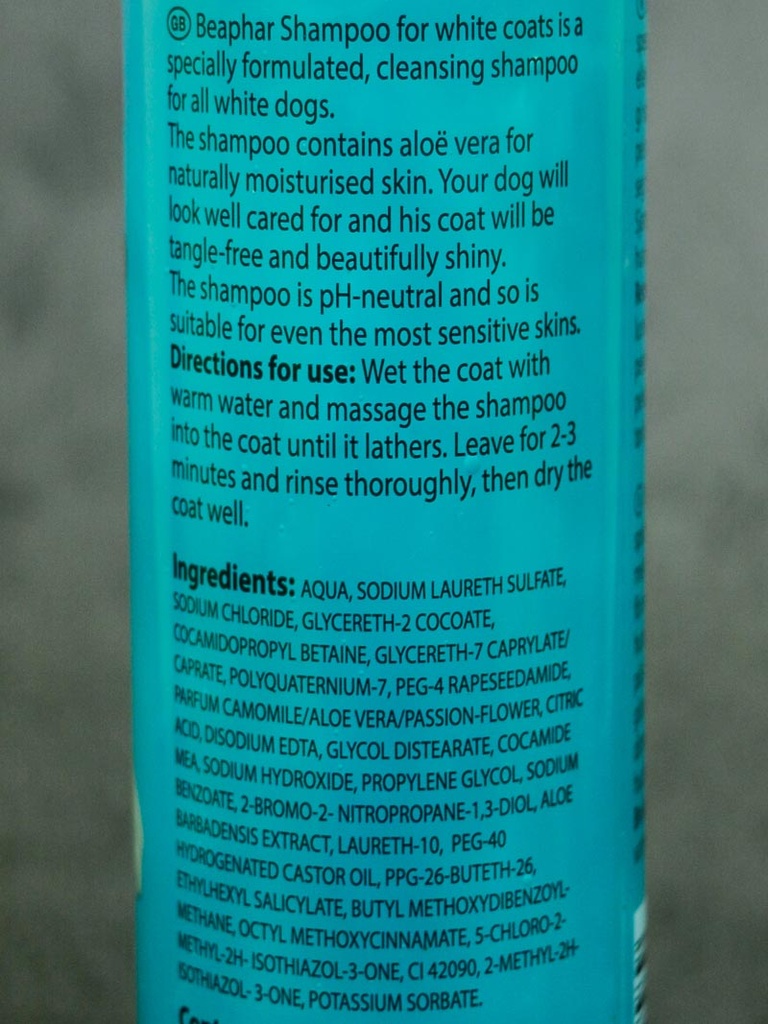 GB Beaphar Shampoo for white coats is a
specially formulated, cleansing shampoo
for all white dogs.
The shampoo contains aloë vera for
naturally moisturised skin. Your dog will
look well cared for and his coat will be
tangle-free and beautifully shiny.
The shampoo is pH-neutral and so is
suitable for even the most sensitive skins.
Directions for use: Wet the coat with
warm water and massage the shampoo
into the coat until it lathers. Leave for 2-3
minutes and rinse thoroughly, then dry the
coat well.
Ingredients: AQUA, SODIUM LAURETH SULFATE,
SODIUM CHLORIDE, GLYCERETH-2 COCOATE,
COCAMIDOPROPYL BETAINE, GLYCERETH-7 CAPRYLATE/
CAPRATE, POLYQUATERNIUM-7, PEG-4 RAPESEEDAMIDE,
PARFUM CAMOMILE/ALOE VERA/PASSION-FLOWER, CITRIC
ACID, DISODIUM EDTA, GLYCOL DISTEARATE, COCAMIDE
MEA, SODIUM HYDROXIDE, PROPYLENE GLYCOL, SODIUM
BENZOATE, 2-BROMO-2- NITROPROPANE-1,3-DIOL, ALOE
BARBADENSIS EXTRACT, LAURETH-10, PEG-40
HYDROGENATED CASTOR OIL, PPG-26-BUTETH-26,
ETHYLHEXYL SALICYLATE, BUTYL METHOXYDIBENZOYL-
METHANE, OCTYL METHOXYCINNAMATE, 5-CHLORO-2-
METHYL-2H- ISOTHIAZOL-3-ONE, CI 42090, 2-METHYL-2H-
ISOTHIAZOL- 3-ONE, POTASSIUM SORBATE.